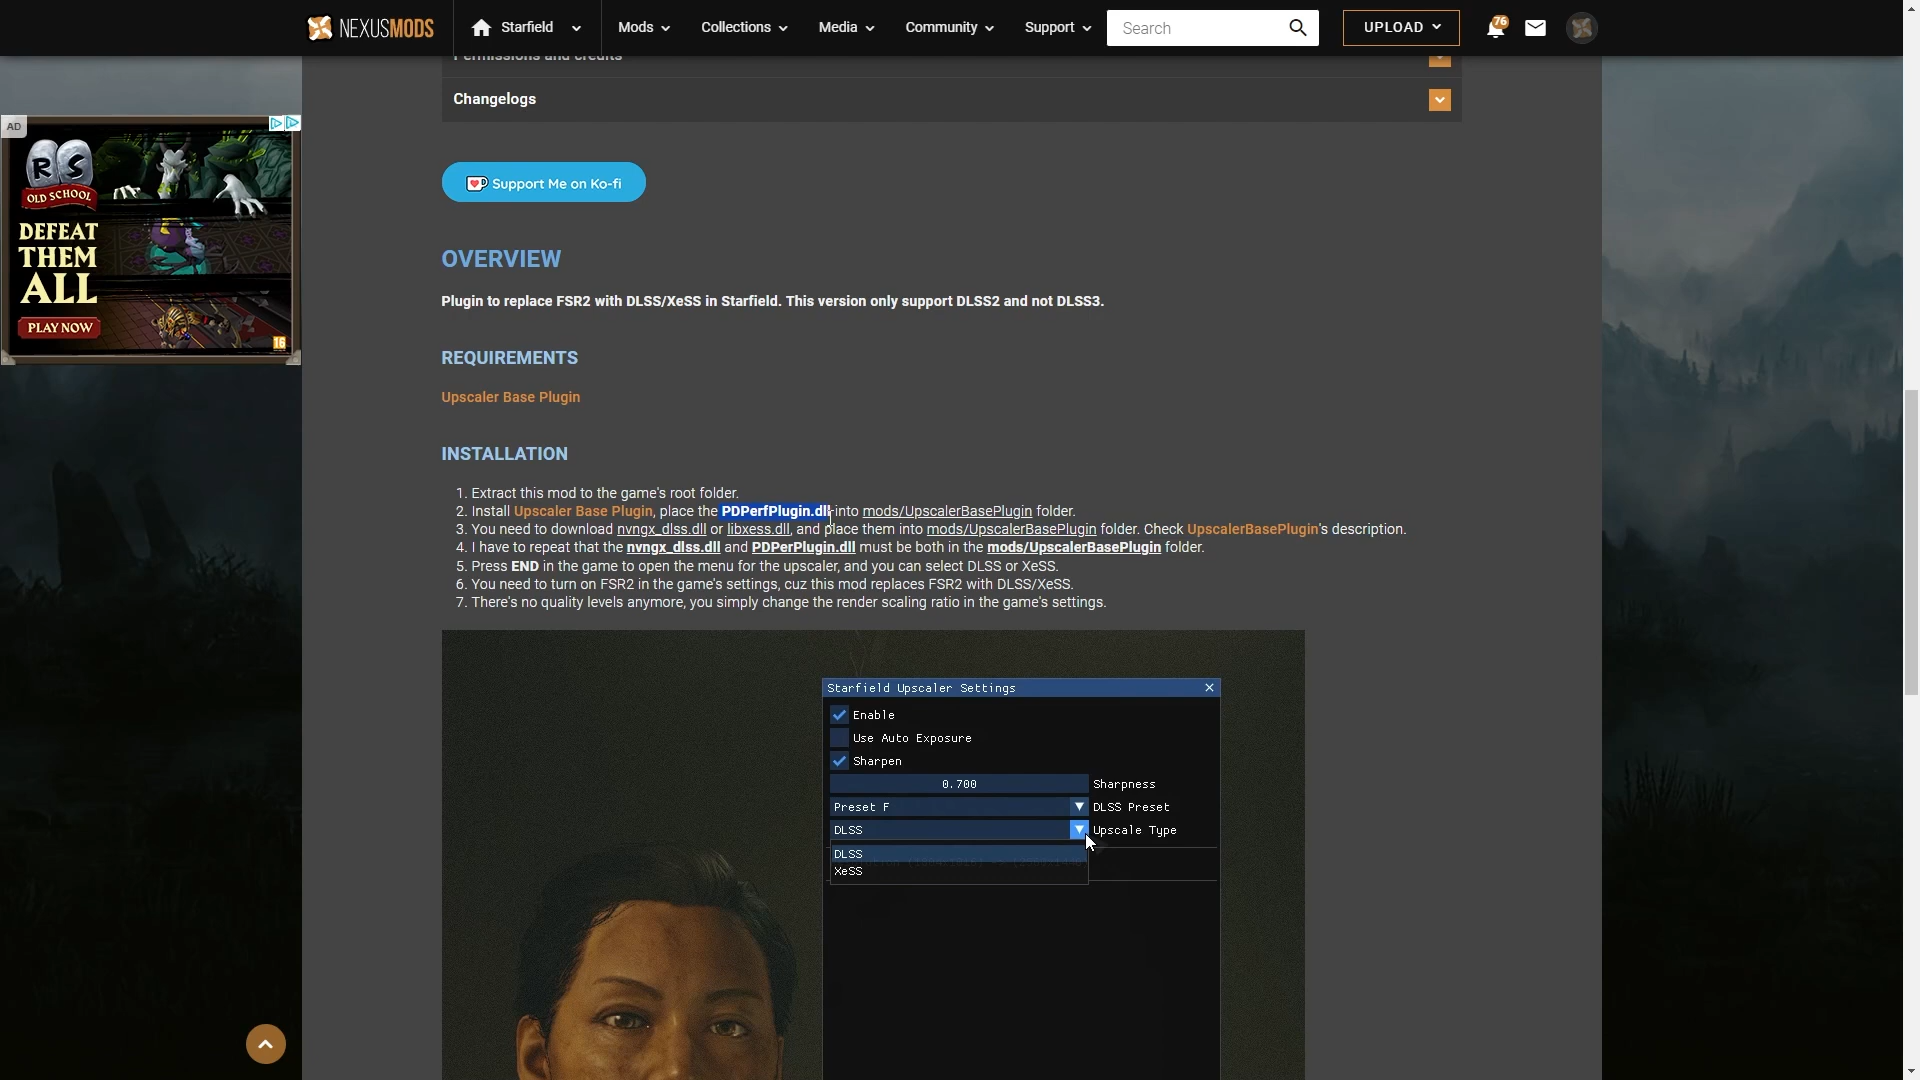 NEXUSMODS
Starfield
Mods
Collections
Media
Community
Support
Search
UPLOAD
76
Permissions and credits
Changelogs
AD
RS
OLD SCHOOL
DEFEAT
THEM
ALL
PLAY NOW
16
Support Me on Ko-fi
OVERVIEW
Plugin to replace FSR2 with DLSS/XeSS in Starfield. This version only support DLSS2 and not DLSS3.
REQUIREMENTS
Upscaler Base Plugin
INSTALLATION
1. Extract this mod to the game's root folder.
2. Install Upscaler Base Plugin, place the PDPerfPlugin.dll into mods/UpscalerBasePlugin folder.
3. You need to download nvngx_dlss.dll or libxess.dll, and place them into mods/UpscalerBasePlugin folder. Check UpscalerBasePlugin's description.
4. I have to repeat that the nvngx_dlss.dll and PDPerPlugin.dll must be both in the mods/UpscalerBasePlugin folder.
5. Press END in the game to open the menu for the upscaler, and you can select DLSS or XeSS.
6. You need to turn on FSR2 in the game's settings, cuz this mod replaces FSR2 with DLSS/XeSS.
7. There's no quality levels anymore, you simply change the render scaling ratio in the game's settings.
Starfield Upscaler Settings
Enable
Use Auto Exposure
Sharpen
0.700 Sharpness
Preset F DLSS Preset
DLSS Upscale Type
DLSS
XeSS